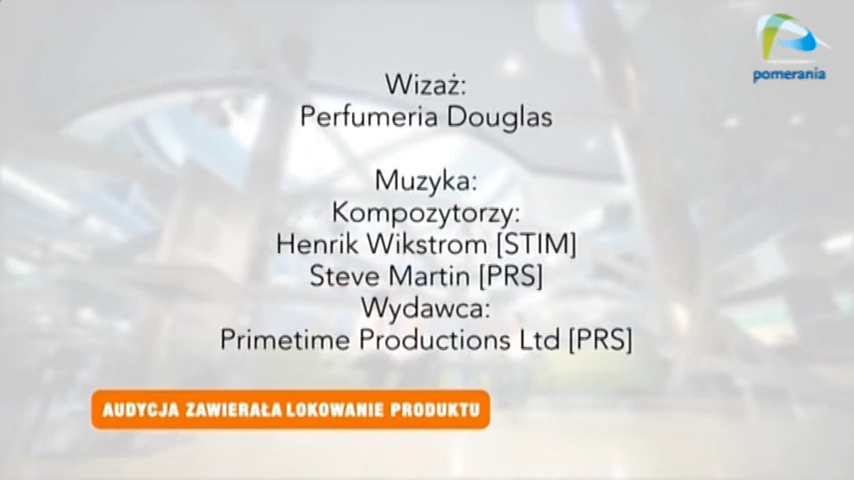 pomerania
Wizaż:
Perfumeria Douglas
Muzyka:
Kompozytorzy:
Henrik Wikstrom [STIM]
Steve Martin [PRS]
Wydawca:
Primetime Productions Ltd [PRS]
AUDYCJA ZAWIERAŁA LOKOWANIE PRODUKTU